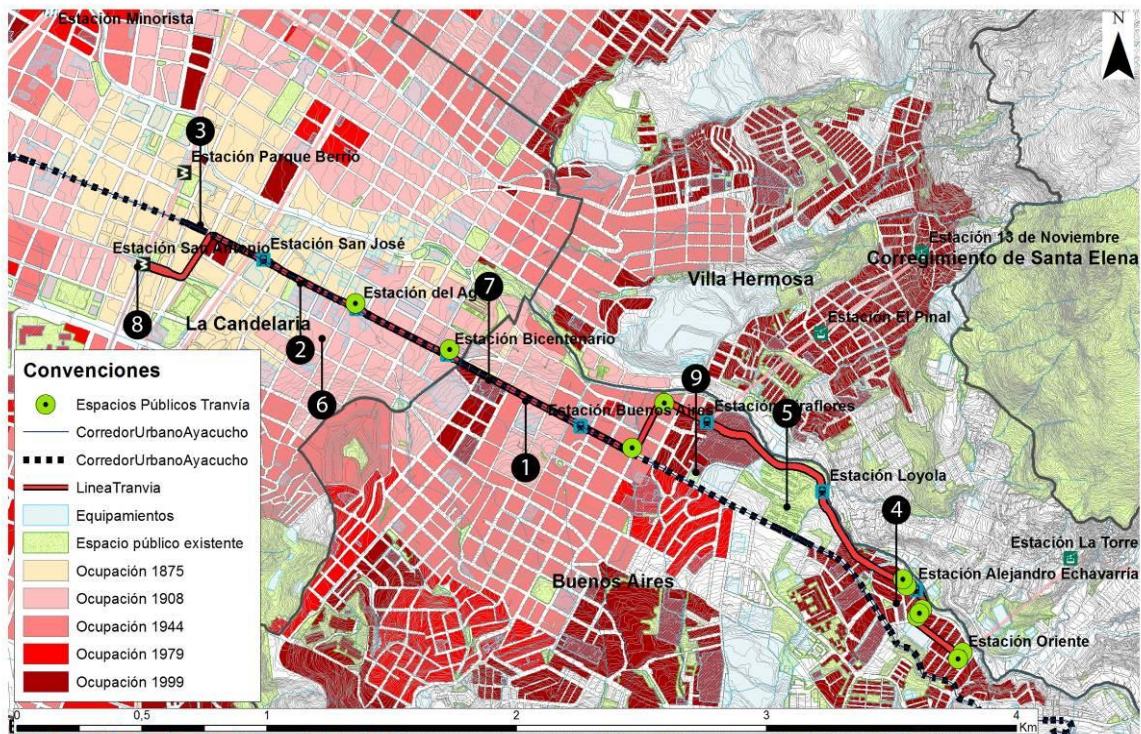 Estación Minorista
N
3
Estación Parque Berrío
Estación San Antonio
Estación San José
Estación 13 de Noviembre
Corregimiento de Santa Elena
7
Villa Hermosa
8
La Candelaria
2
Estación del Ag
Estación Bicentenario
Estación El Pinal
6
9
5
Estación Buenos Aires
Estación
raflores
1
Estación Loyola
4
Estación La Torre
Estación Alejandro Echavarría
Buenos Aires
Estación Oriente
Convenciones
Espacios Públicos Tranvía
CorredorUrbanoAyacucho
CorredorUrbanoAyacucho
LineaTranvia
Equipamientos
Espacio público existente
Ocupación 1875
Ocupación 1908
Ocupación 1944
Ocupación 1979
Ocupación 1999
0 0,5 1 2 3 4
Km